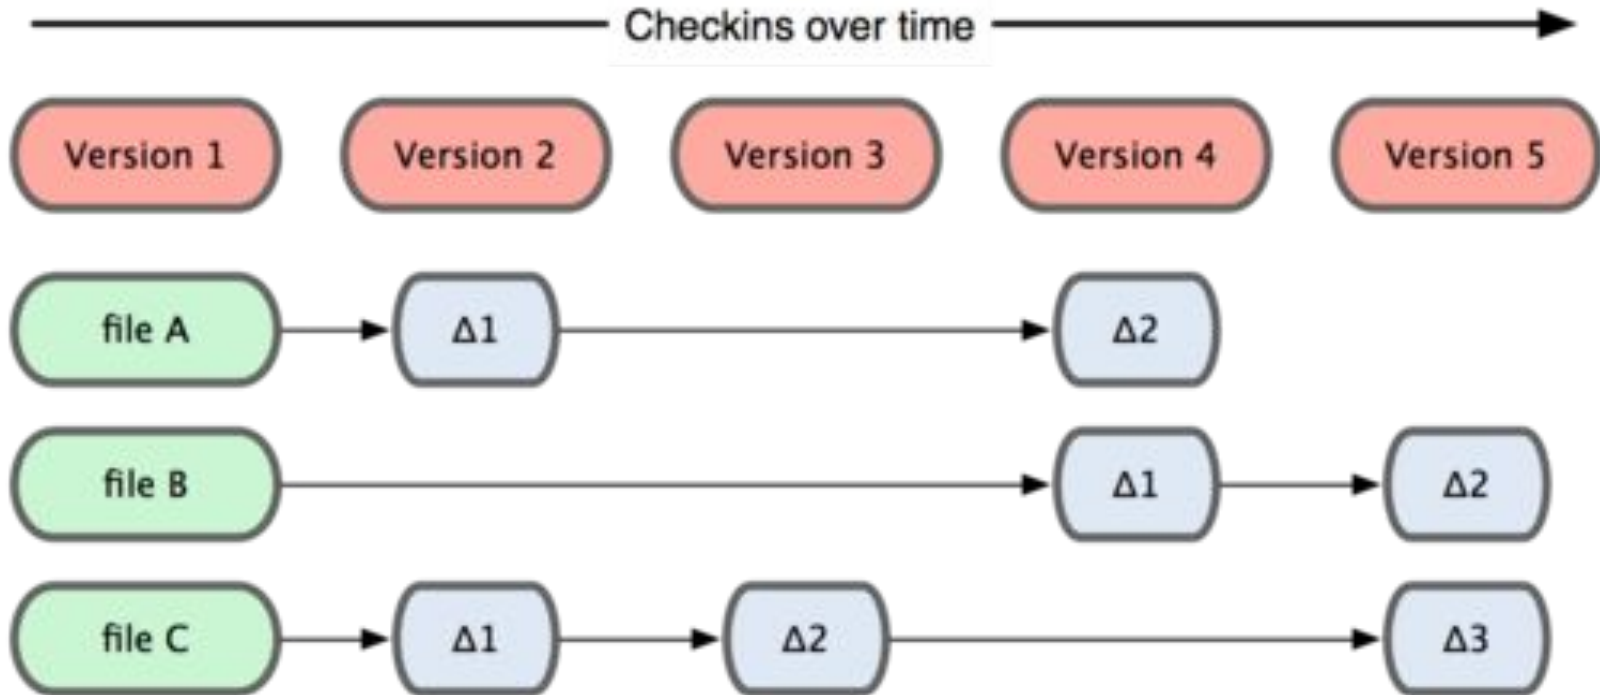 Checkins over time
Version 1 Version 2 Version 3 Version 4 Version 5
file A Δ1 Δ2
file B Δ1 Δ2
file C Δ1 Δ2 Δ3